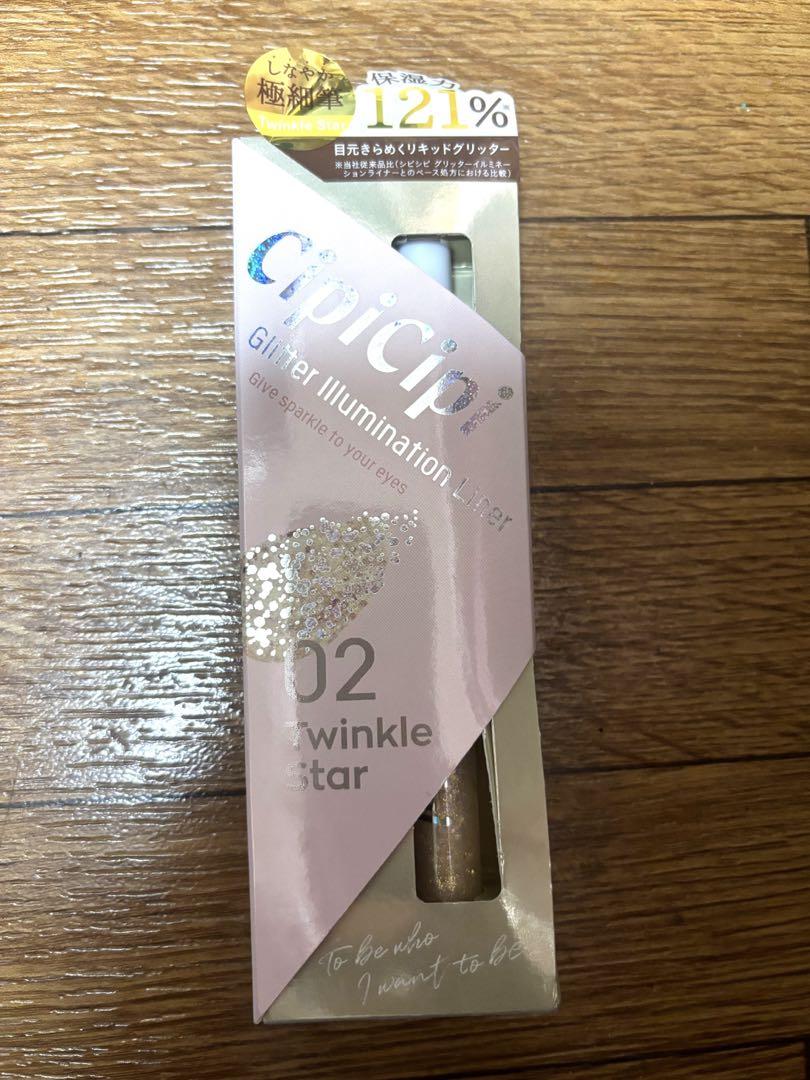 しなやか
極細筆
Twinkle Star
保湿力
121%※
目元きらめくリキッドグリッター
※当社従来品比(シピシピ グリッターイルミネー
ションライナーとのベース処方における比較)
CipiCipi
Glitter Illumination Liner
Give sparkle to your eyes
02
Twinkle
Star
To be who
I want to be